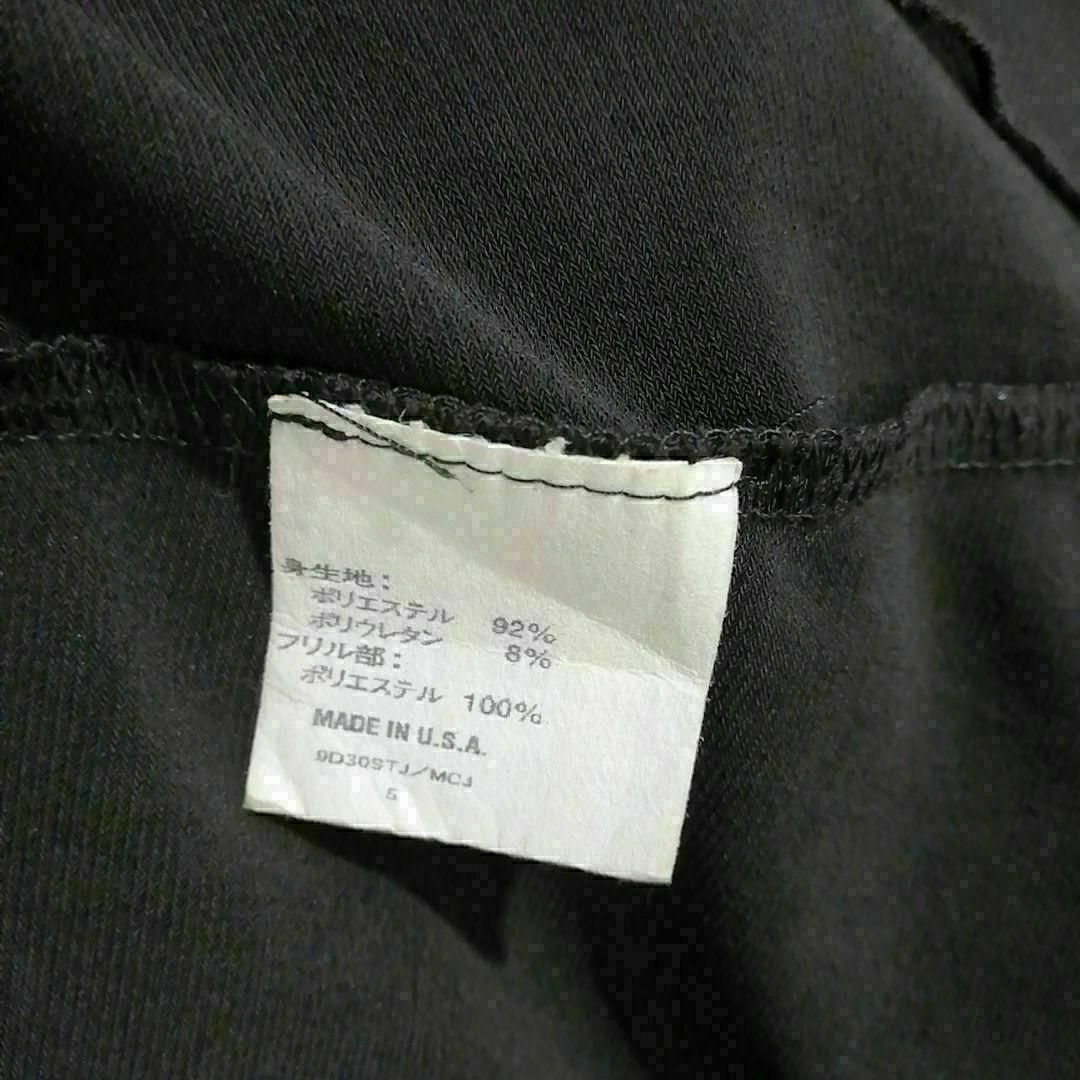 身生地:
ポリエステル 92%
ポリウレタン 8%
フリル部:
ポリエステル 100%
MADE IN U.S.A.
9D30STJ/MCJ
5